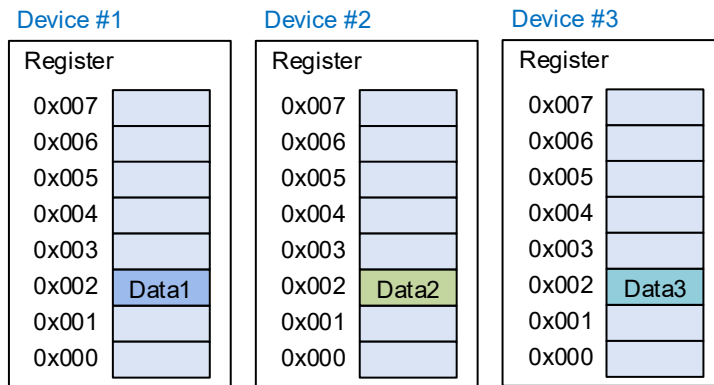 Device #1
Register
0x007
0x006
0x005
0x004
0x003
0x002 Data1
0x001
0x000
Device #2
Register
0x007
0x006
0x005
0x004
0x003
0x002 Data2
0x001
0x000
Device #3
Register
0x007
0x006
0x005
0x004
0x003
0x002 Data3
0x001
0x000